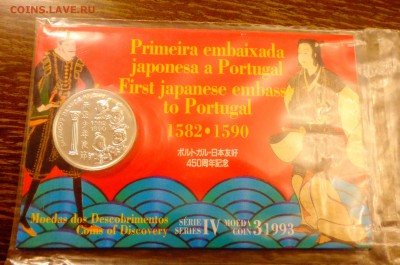 COINS.LAVE.RU
Primeira embaixada
japonesa a Portugal
First japanese embassy
to Portugal
1582•1590
ポルトガル・日本友好
450周年記念
Moedas dos Descobrimentos
Coins of Discovery
SÉRIE
SERIES
IV
MOEDA
COIN
3
1993